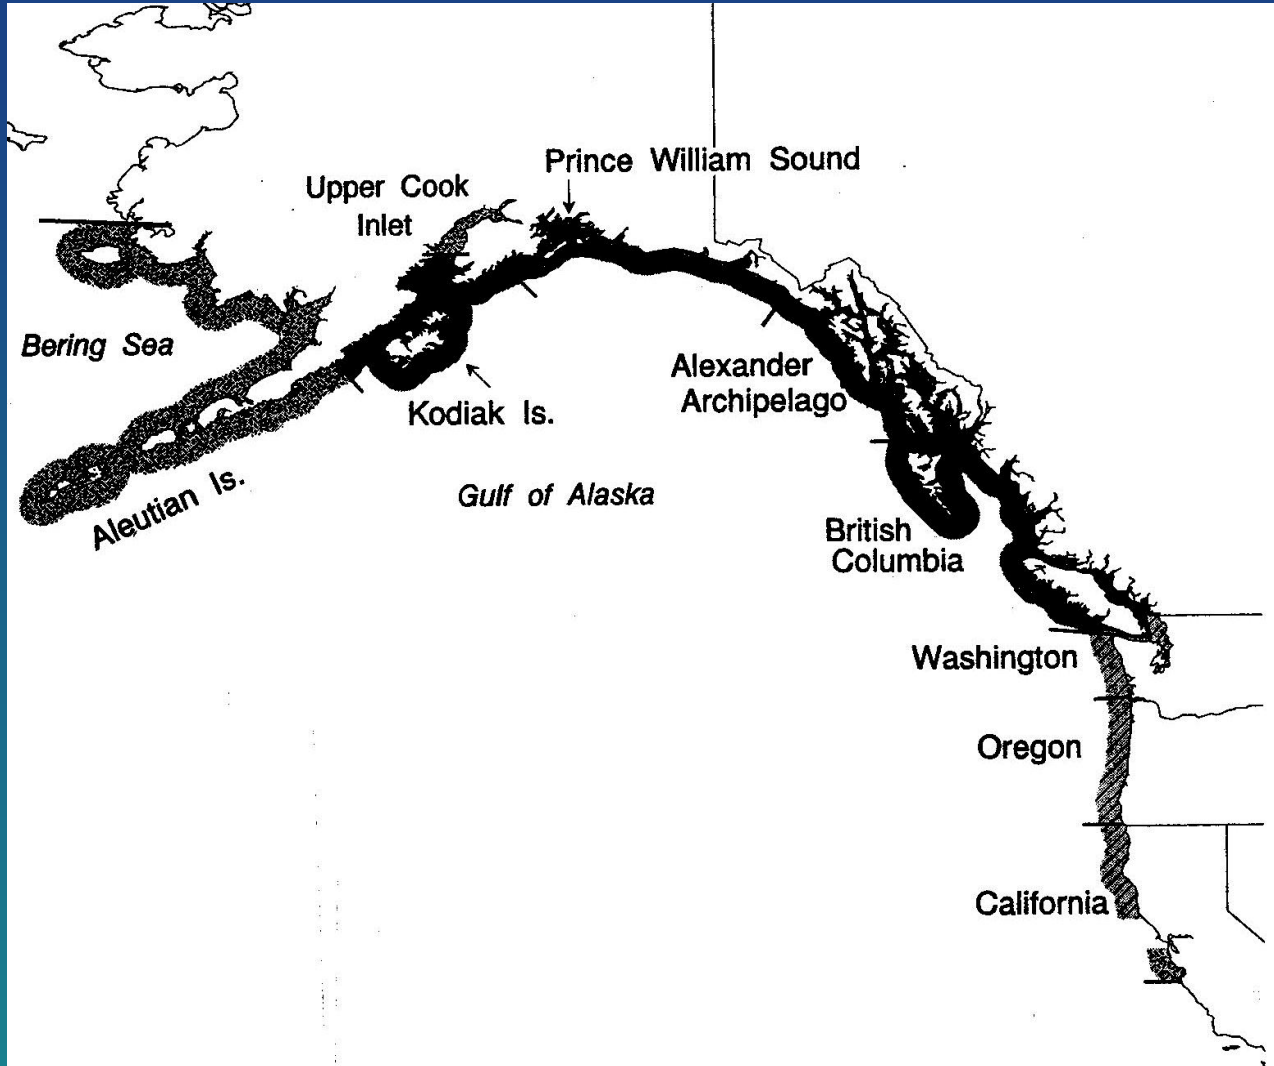 Prince William Sound
Upper Cook
Inlet
Bering Sea
Alexander
Archipelago
Kodiak Is.
Aleutian Is.
Gulf of Alaska
British
Columbia
Washington
Oregon
California